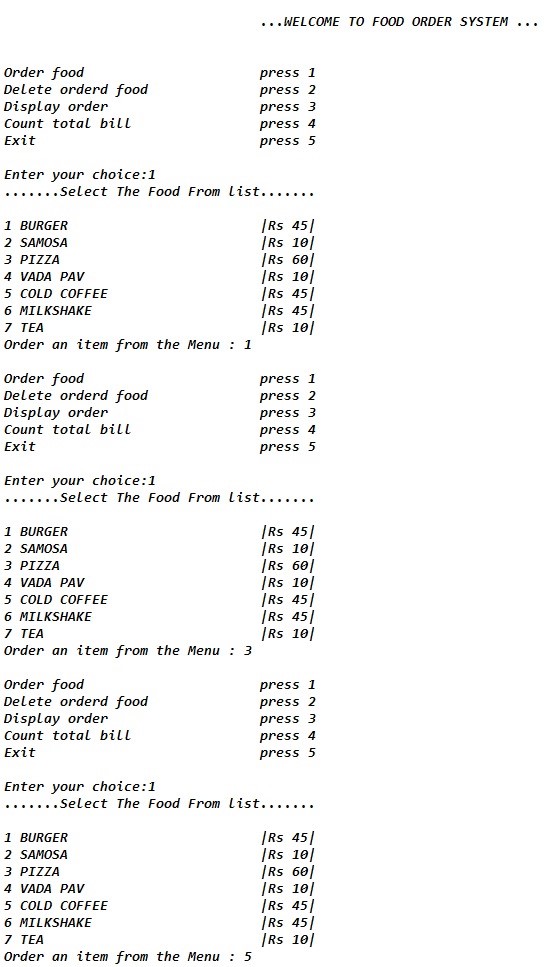 ...WELCOME TO FOOD ORDER SYSTEM ...
Order food press 1
Delete orderd food press 2
Display order press 3
Count total bill press 4
Exit press 5
Enter your choice:1
.......Select The Food From list.......
1 BURGER |Rs 45|
2 SAMOSA |Rs 10|
3 PIZZA |Rs 60|
4 VADA PAV |Rs 10|
5 COLD COFFEE |Rs 45|
6 MILKSHAKE |Rs 45|
7 TEA |Rs 10|
Order an item from the Menu : 1
Order food press 1
Delete orderd food press 2
Display order press 3
Count total bill press 4
Exit press 5
Enter your choice:1
.......Select The Food From list.......
1 BURGER |Rs 45|
2 SAMOSA |Rs 10|
3 PIZZA |Rs 60|
4 VADA PAV |Rs 10|
5 COLD COFFEE |Rs 45|
6 MILKSHAKE |Rs 45|
7 TEA |Rs 10|
Order an item from the Menu : 3
Order food press 1
Delete orderd food press 2
Display order press 3
Count total bill press 4
Exit press 5
Enter your choice:1
.......Select The Food From list.......
1 BURGER |Rs 45|
2 SAMOSA |Rs 10|
3 PIZZA |Rs 60|
4 VADA PAV |Rs 10|
5 COLD COFFEE |Rs 45|
6 MILKSHAKE |Rs 45|
7 TEA |Rs 10|
Order an item from the Menu : 5